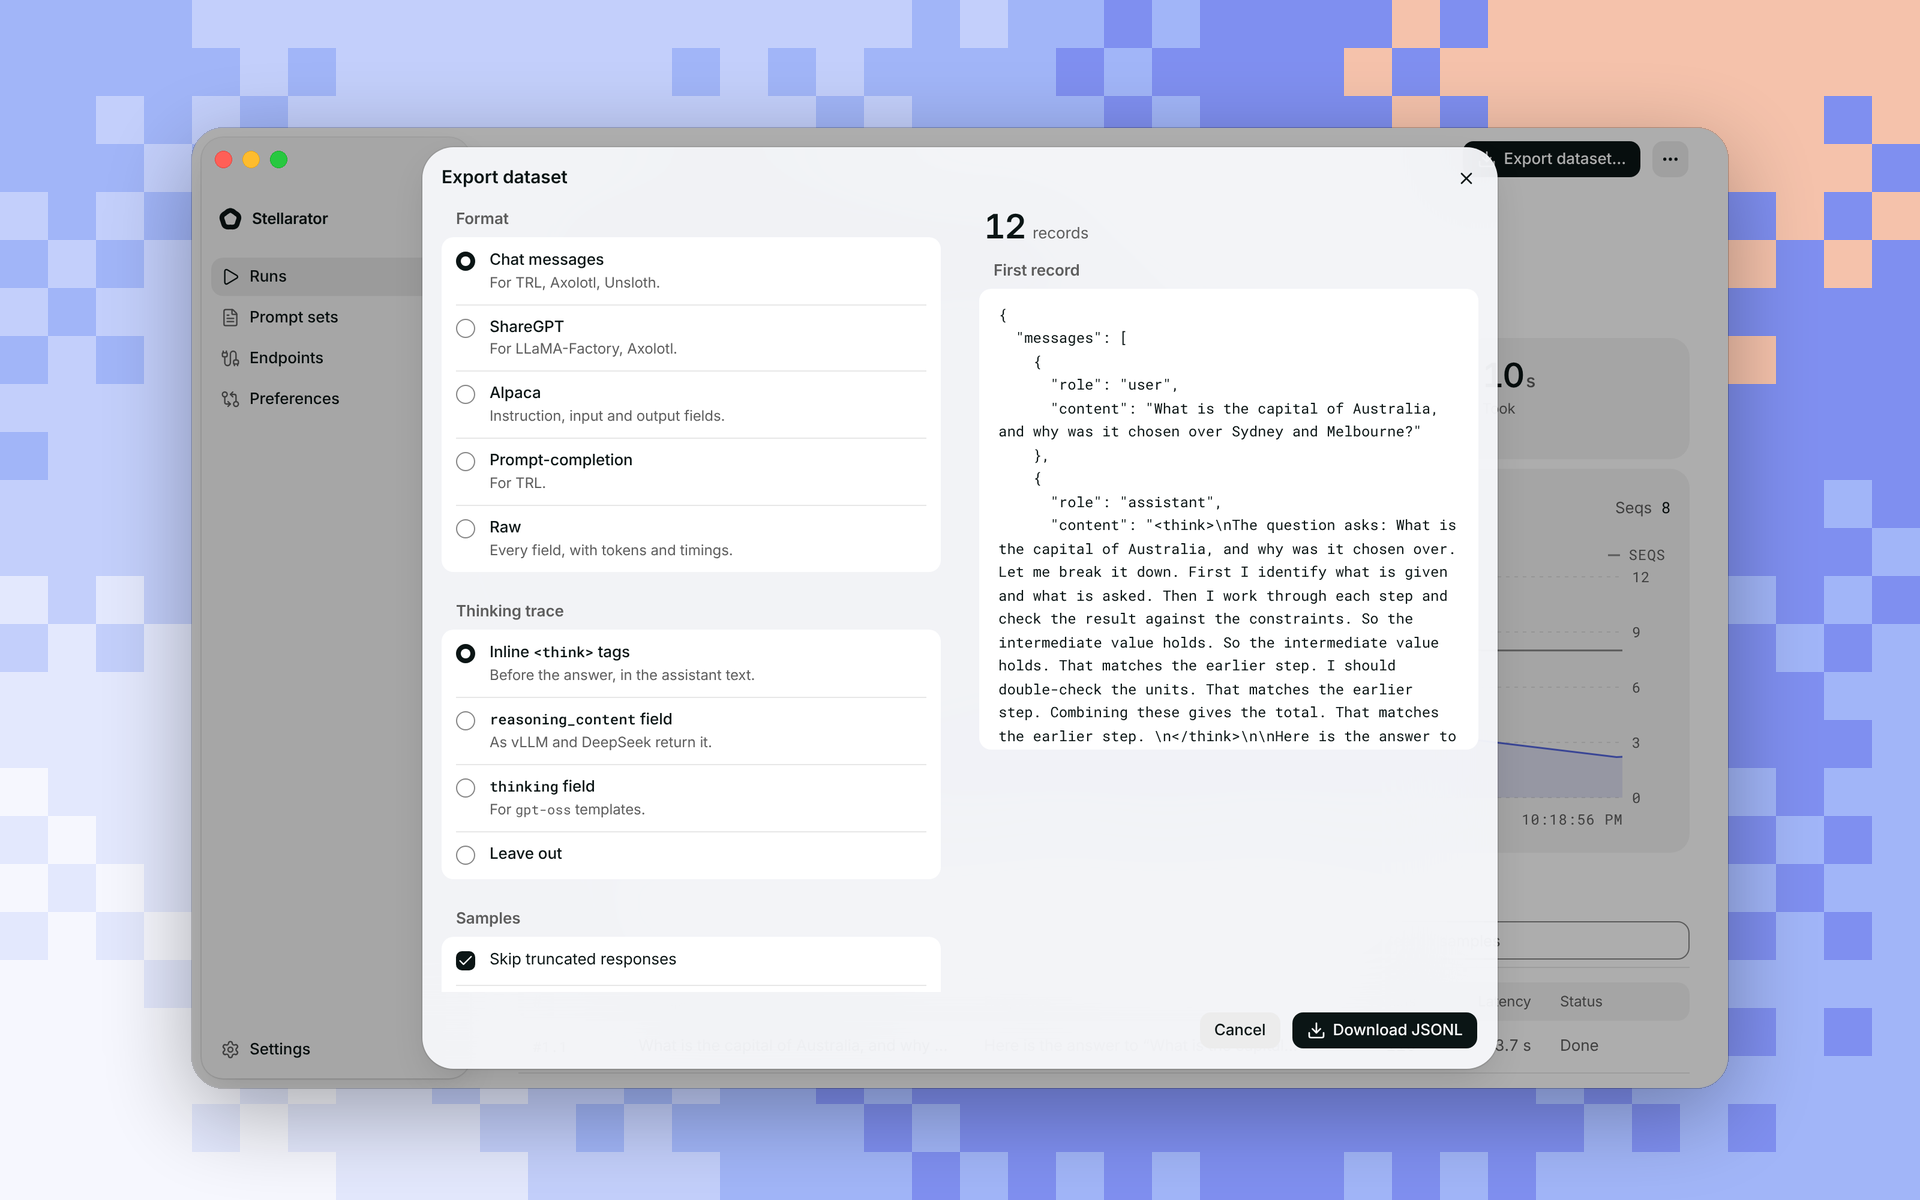 Export dataset...
Stellarator
Runs
Prompt sets
Endpoints
Preferences
Settings
Export dataset
Format
Chat messages
For TRL, Axolotl, Unsloth.
ShareGPT
For LLaMA-Factory, Axolotl.
Alpaca
Instruction, input and output fields.
Prompt-completion
For TRL.
Raw
Every field, with tokens and timings.
Thinking trace
Inline <think> tags
Before the answer, in the assistant text.
reasoning_content field
As vLLM and DeepSeek return it.
thinking field
For gpt-oss templates.
Leave out
Samples
Skip truncated responses
12 records
First record
{
"messages": [
{
"role": "user",
"content": "What is the capital of Australia,
and why was it chosen over Sydney and Melbourne?"
},
{
"role": "assistant",
"content": "<think>\nThe question asks: What is
the capital of Australia, and why was it chosen over.
Let me break it down. First I identify what is given
and what is asked. Then I work through each step and
check the result against the constraints. So the
intermediate value holds. So the intermediate value
holds. That matches the earlier step. I should
double-check the units. That matches the earlier
step. Combining these gives the total. That matches
the earlier step. \n</think>\n\nHere is the answer to
Cancel
Download JSONL
10 s
Seqs 8
SEQS
12
9
6
3
0
10:18:56 PM
Status
3.7 s
Done